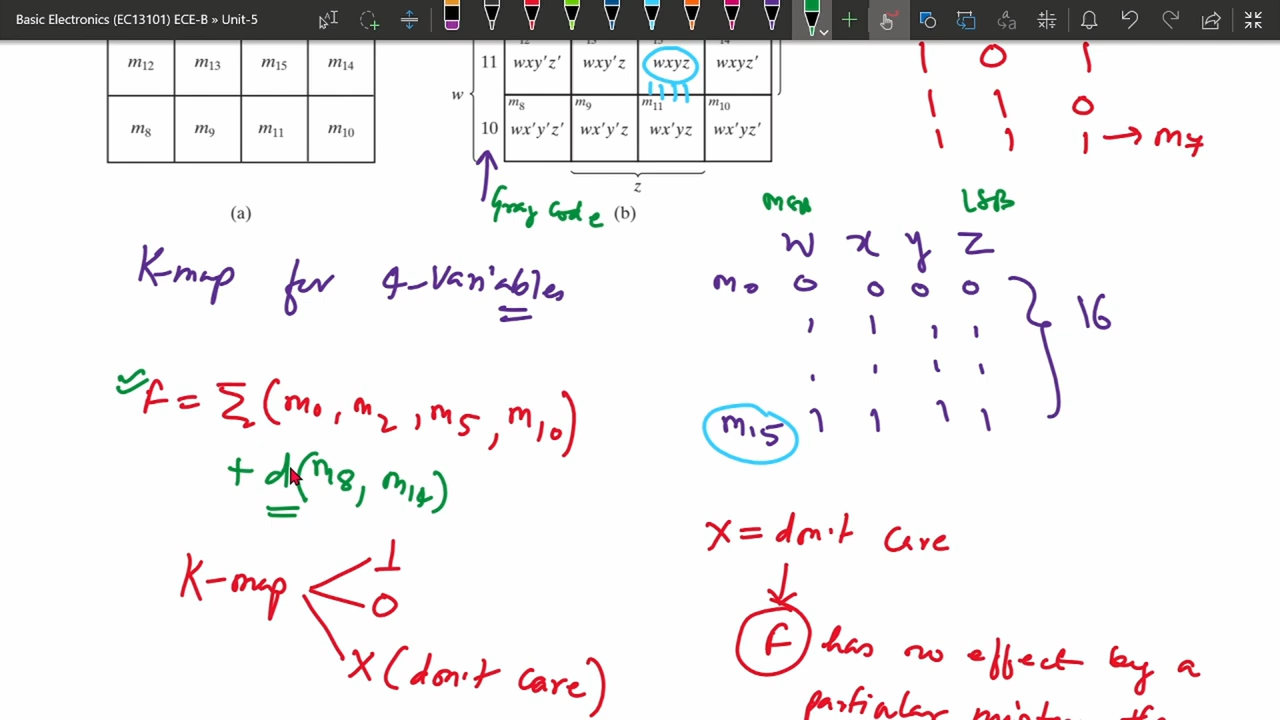 Basic Electronics (EC13101) ECE-B » Unit-5
m12 m13 m15 m14
m8 m9 m11 m10
(a)
w
11 wxy'z' wxy'z wxyz wxyz'
m8 m9 m11 m10
10 wx'y'z' wx'y'z wx'yz wx'yz'
z
Gray code
(b)
1 0 1
1 1 0
1 1 1 → m7
LSB
W x y Z
m0 0 0 0 0
16
m15 1 1 1 1
K-map for 4-variables
F = Σ(m0, m2, m5, m10)
+ d(m8, m14)
K-map
1
0
X (don't care)
X = don't care
F has no effect by a
particular